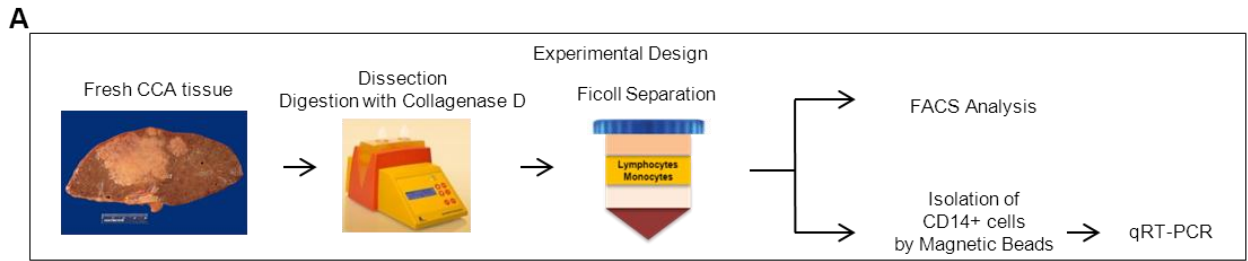 A
Experimental Design
Fresh CCA tissue
Dissection
Digestion with Collagenase D
Ficoll Separation
Lymphocytes
Monocytes
FACS Analysis
Isolation of
CD14+ cells
by Magnetic Beads
qRT-PCR